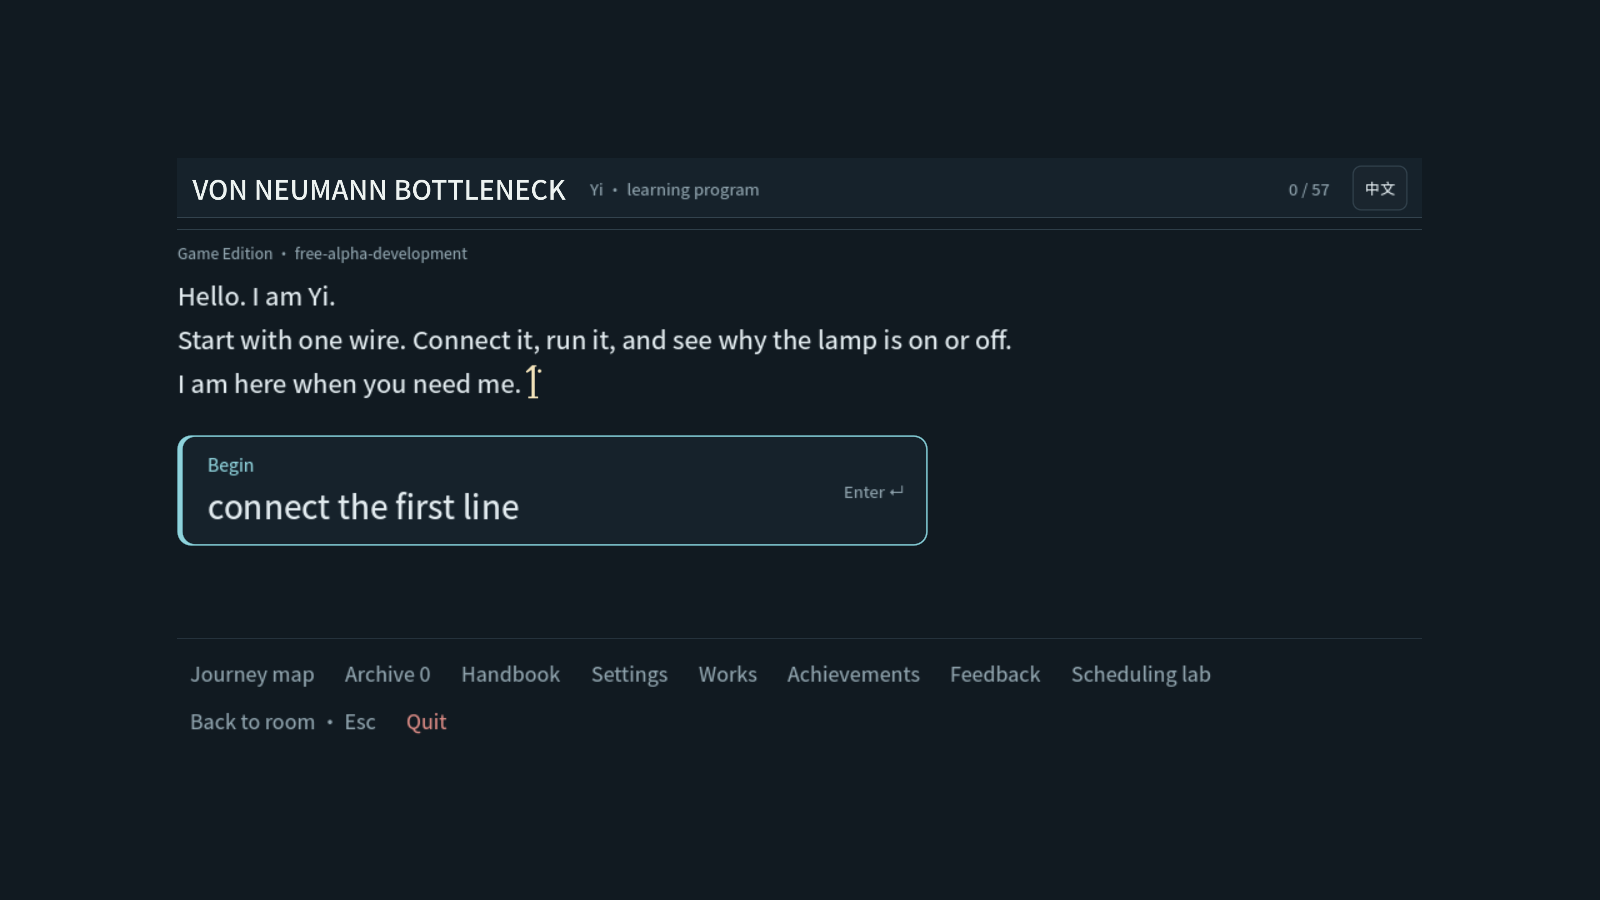 VON NEUMANN BOTTLENECK Yi • learning program 0 / 57 中文
Game Edition • free-alpha-development
Hello. I am Yi.
Start with one wire. Connect it, run it, and see why the lamp is on or off.
I am here when you need me.
Begin
connect the first line
Enter ↵
Journey map Archive 0 Handbook Settings Works Achievements Feedback Scheduling lab
Back to room • Esc Quit